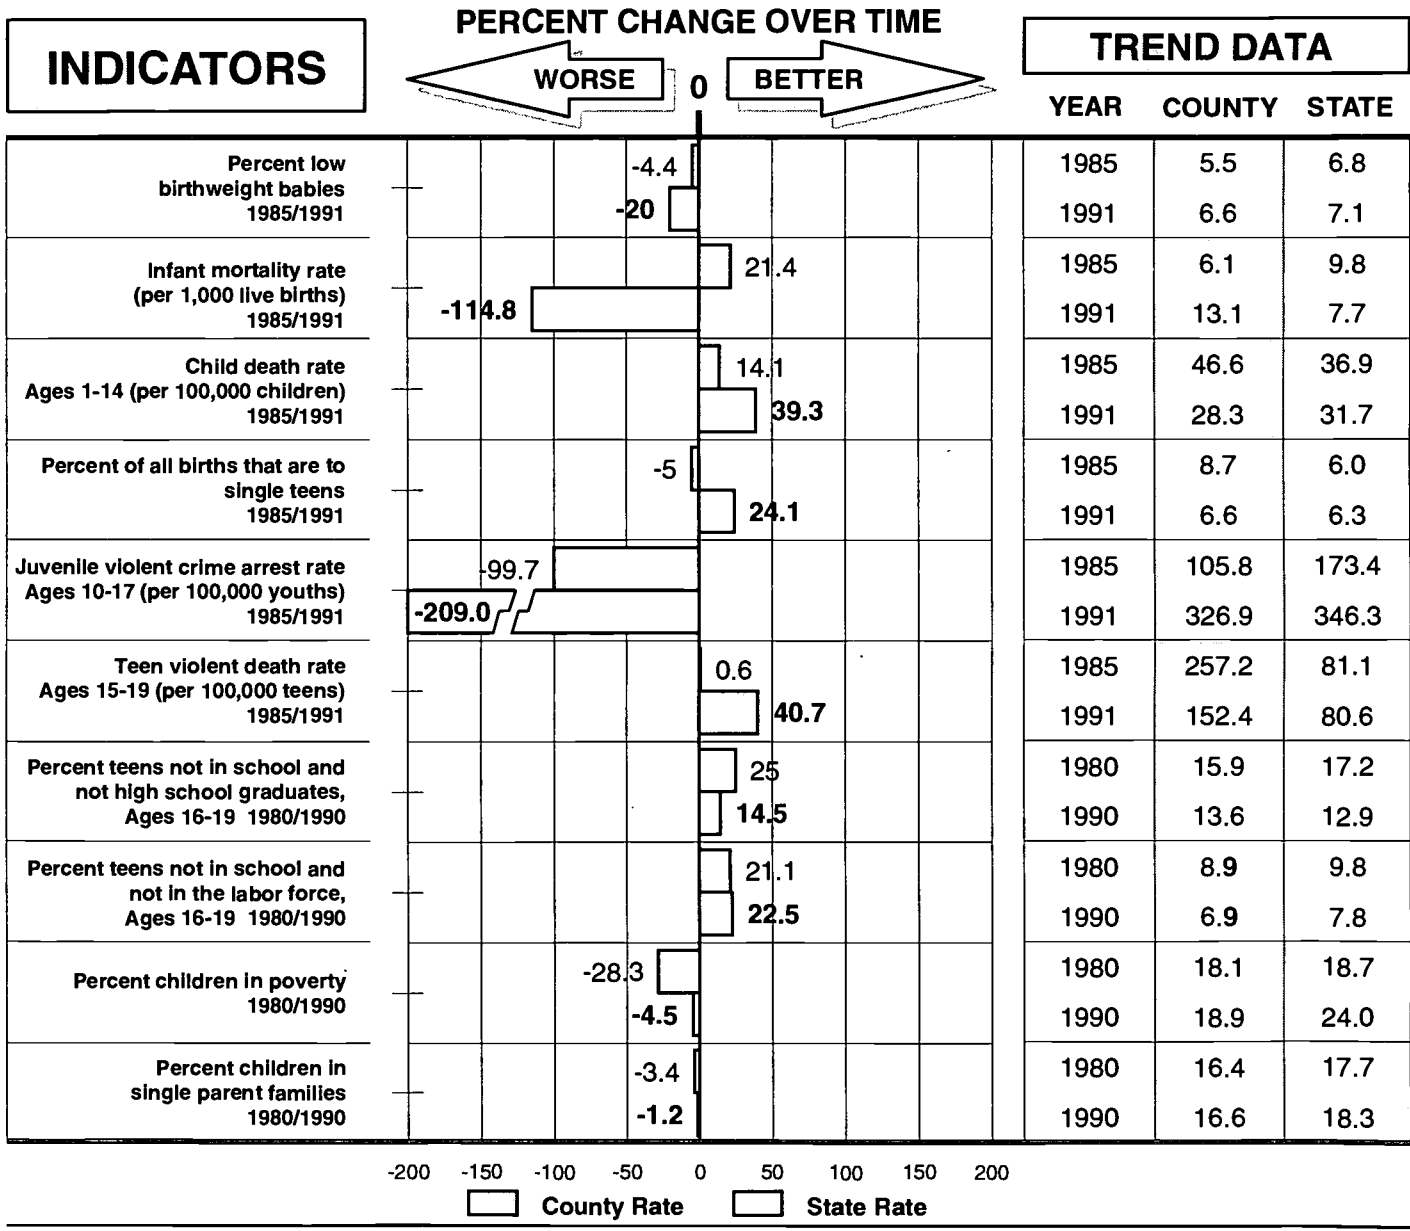 PERCENT CHANGE OVER TIME
INDICATORS
WORSE
0
BETTER
TREND DATA
YEAR COUNTY STATE
Percent low
birthweight babies
1985/1991
-4.4
-20
1985 5.5 6.8
1991 6.6 7.1
Infant mortality rate
(per 1,000 live births)
1985/1991
21.4
-114.8
1985 6.1 9.8
1991 13.1 7.7
Child death rate
Ages 1-14 (per 100,000 children)
1985/1991
14.1
39.3
1985 46.6 36.9
1991 28.3 31.7
Percent of all births that are to
single teens
1985/1991
-5
24.1
1985 8.7 6.0
1991 6.6 6.3
Juvenile violent crime arrest rate
Ages 10-17 (per 100,000 youths)
1985/1991
-99.7
-209.0
1985 105.8 173.4
1991 326.9 346.3
Teen violent death rate
Ages 15-19 (per 100,000 teens)
1985/1991
0.6
40.7
1985 257.2 81.1
1991 152.4 80.6
Percent teens not in school and
not high school graduates,
Ages 16-19 1980/1990
25
14.5
1980 15.9 17.2
1990 13.6 12.9
Percent teens not in school and
not in the labor force,
Ages 16-19 1980/1990
21.1
22.5
1980 8.9 9.8
1990 6.9 7.8
Percent children in poverty
1980/1990
-28.3
-4.5
1980 18.1 18.7
1990 18.9 24.0
Percent children in
single parent families
1980/1990
-3.4
-1.2
1980 16.4 17.7
1990 16.6 18.3
-200 -150 -100 -50 0 50 100 150 200
County Rate State Rate